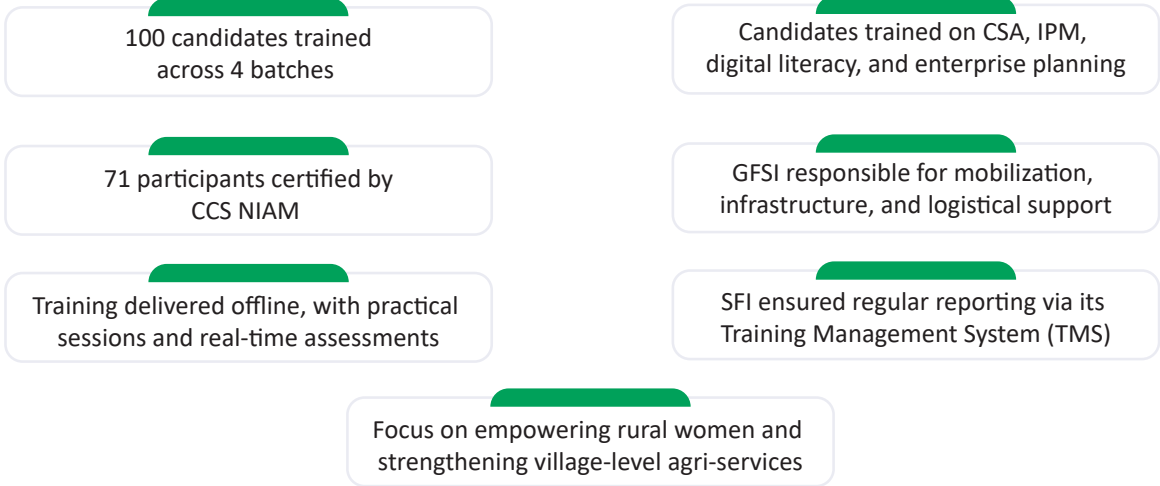 100 candidates trained
across 4 batches
Candidates trained on CSA, IPM,
digital literacy, and enterprise planning
71 participants certified by
CCS NIAM
GFSI responsible for mobilization,
infrastructure, and logistical support
Training delivered offline, with practical
sessions and real-time assessments
SFI ensured regular reporting via its
Training Management System (TMS)
Focus on empowering rural women and
strengthening village-level agri-services